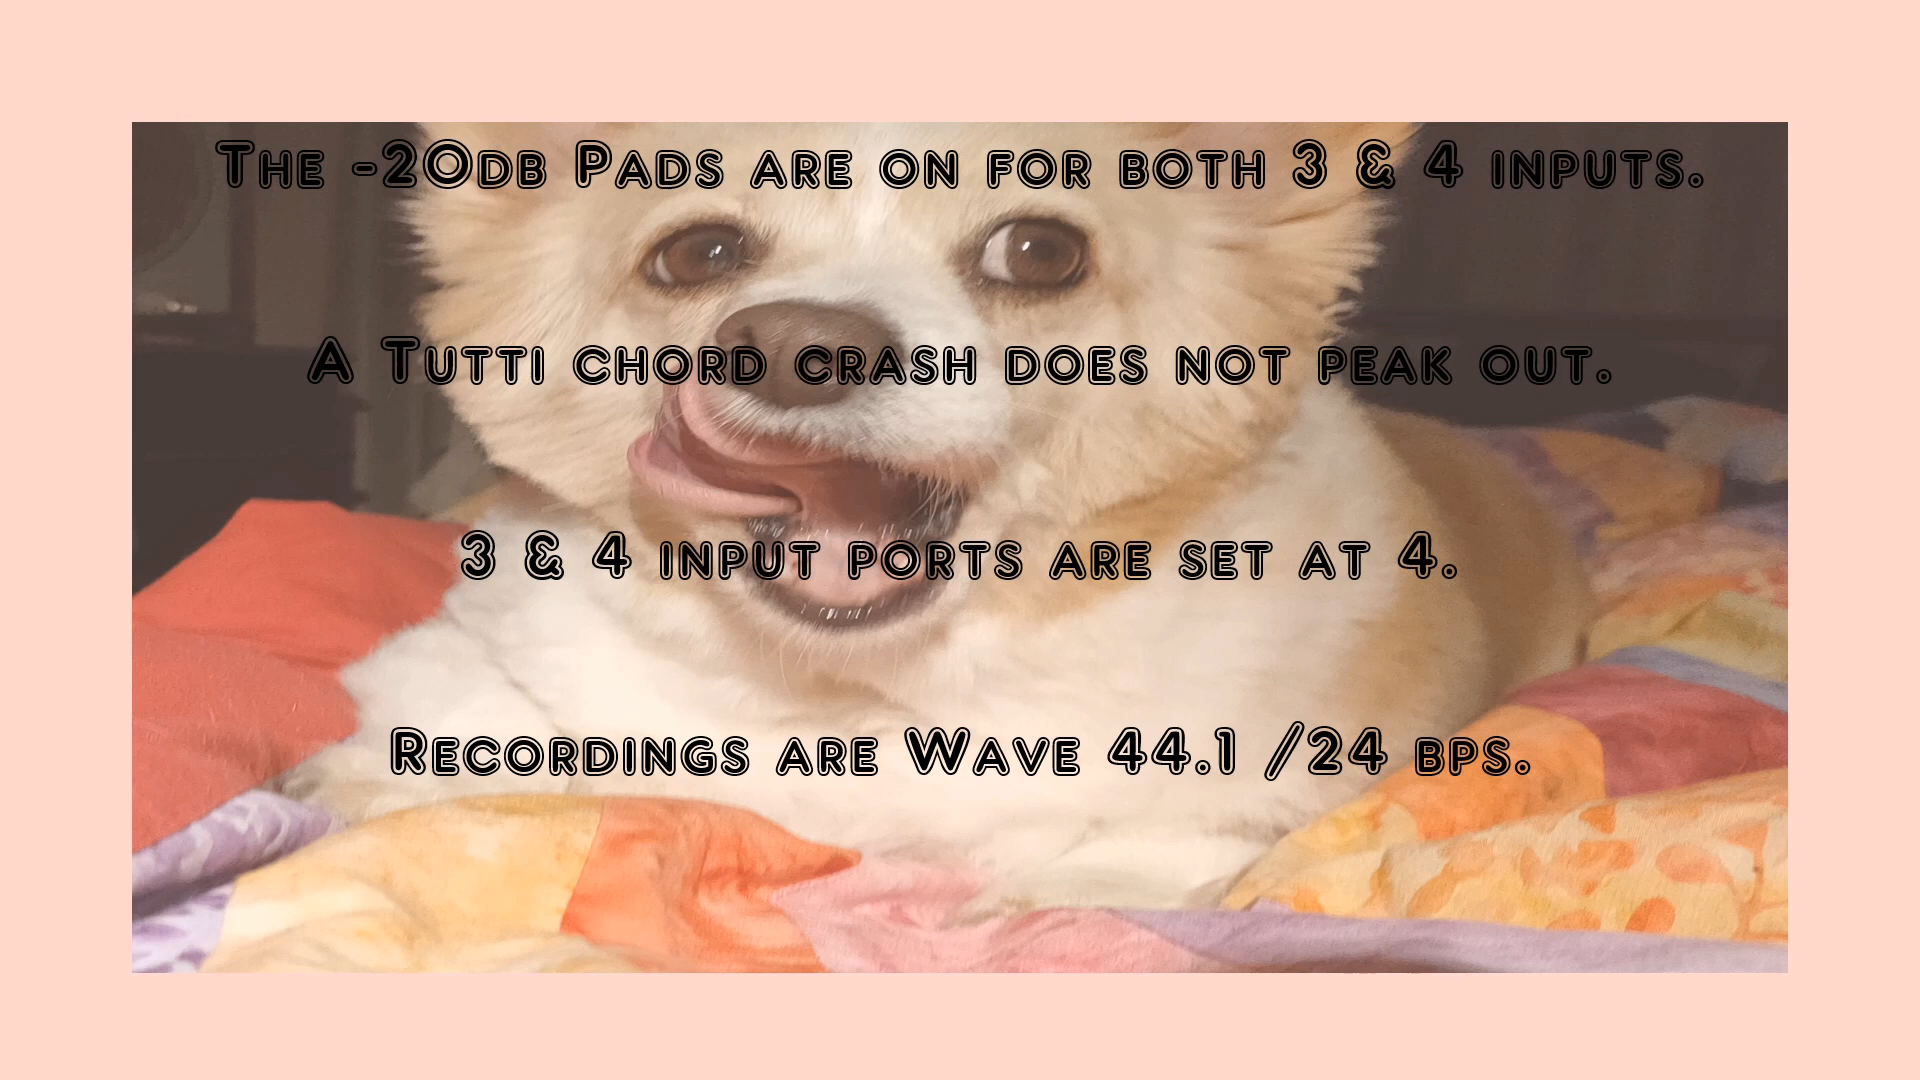 The -20db Pads are on for both 3 & 4 inputs.
A Tutti chord crash does not peak out.
3 & 4 input ports are set at 4.
Recordings are Wave 44.1 /24 bps.